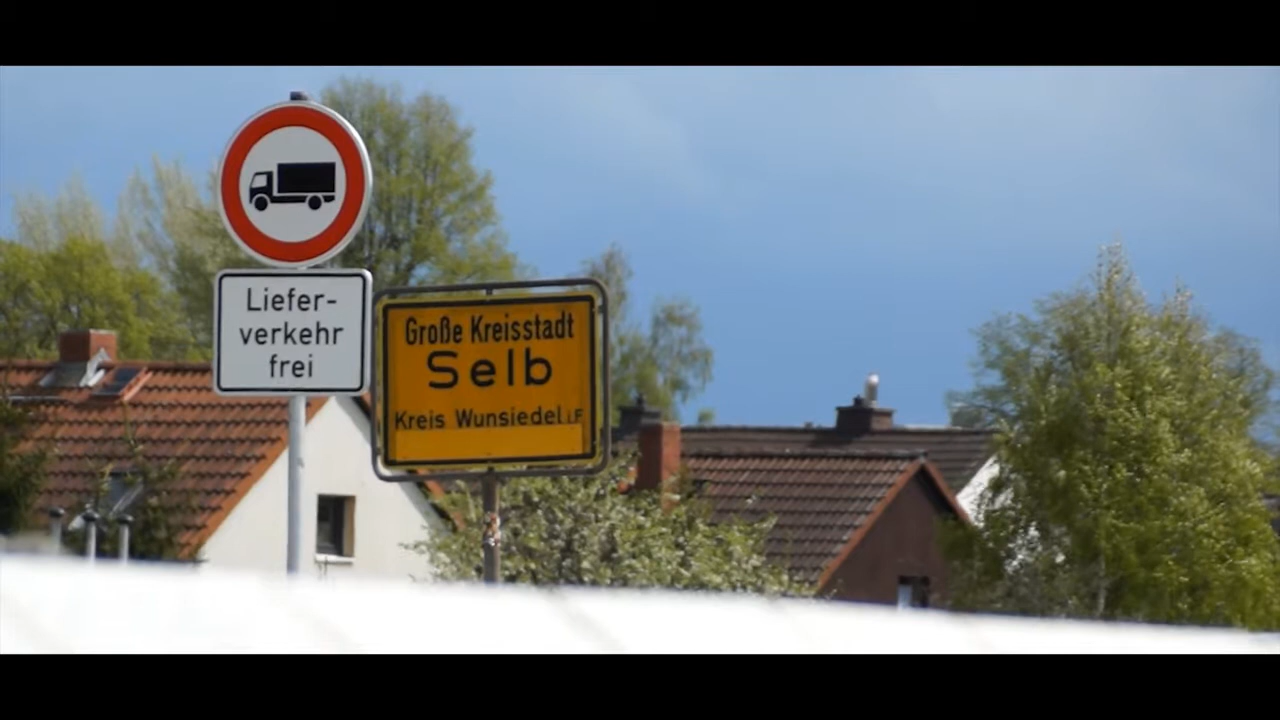 Liefer-
verkehr
frei
Große Kreisstadt
Selb
Kreis Wunsiedel i.F